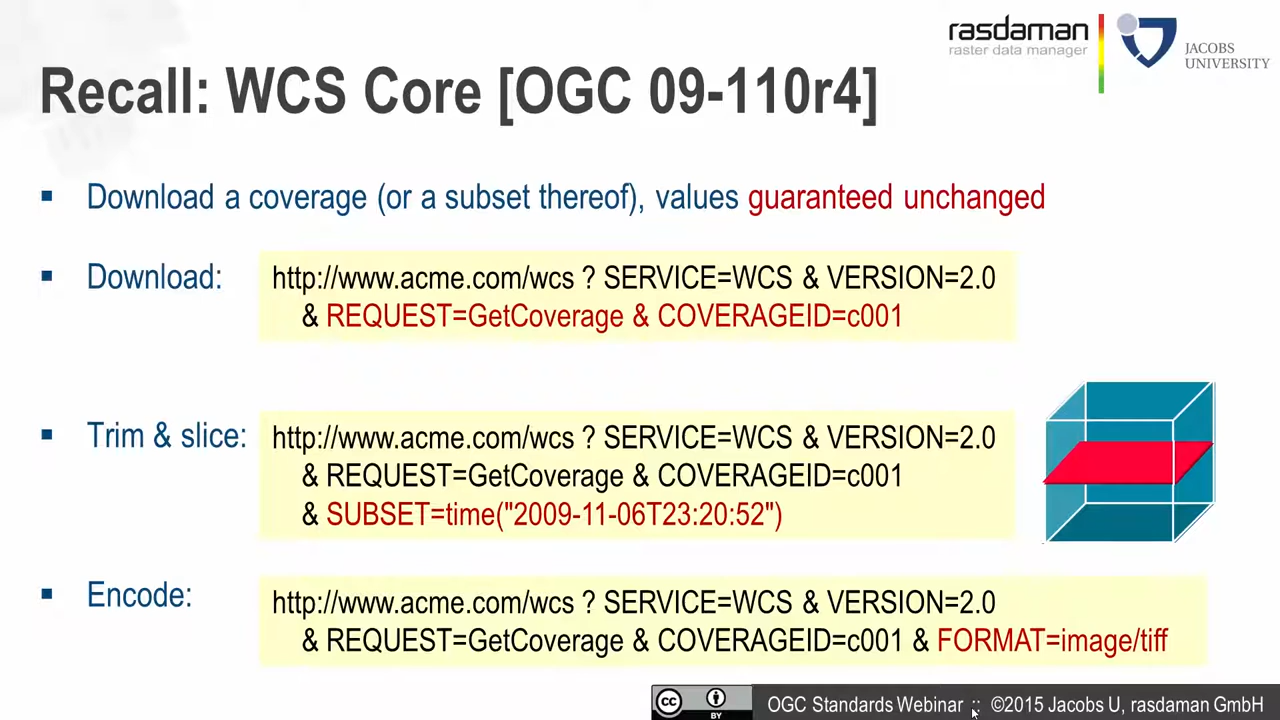 rasdaman
raster data manager
JACOBS
UNIVERSITY
Recall: WCS Core [OGC 09-110r4]
Download a coverage (or a subset thereof), values guaranteed unchanged
Download:
http://www.acme.com/wcs ? SERVICE=WCS & VERSION=2.0
& REQUEST=GetCoverage & COVERAGEID=c001
Trim & slice:
http://www.acme.com/wcs ? SERVICE=WCS & VERSION=2.0
& REQUEST=GetCoverage & COVERAGEID=c001
& SUBSET=time("2009-11-06T23:20:52")
Encode:
http://www.acme.com/wcs ? SERVICE=WCS & VERSION=2.0
& REQUEST=GetCoverage & COVERAGEID=c001 & FORMAT=image/tiff
cc BY
OGC Standards Webinar :: ©2015 Jacobs U, rasdaman GmbH